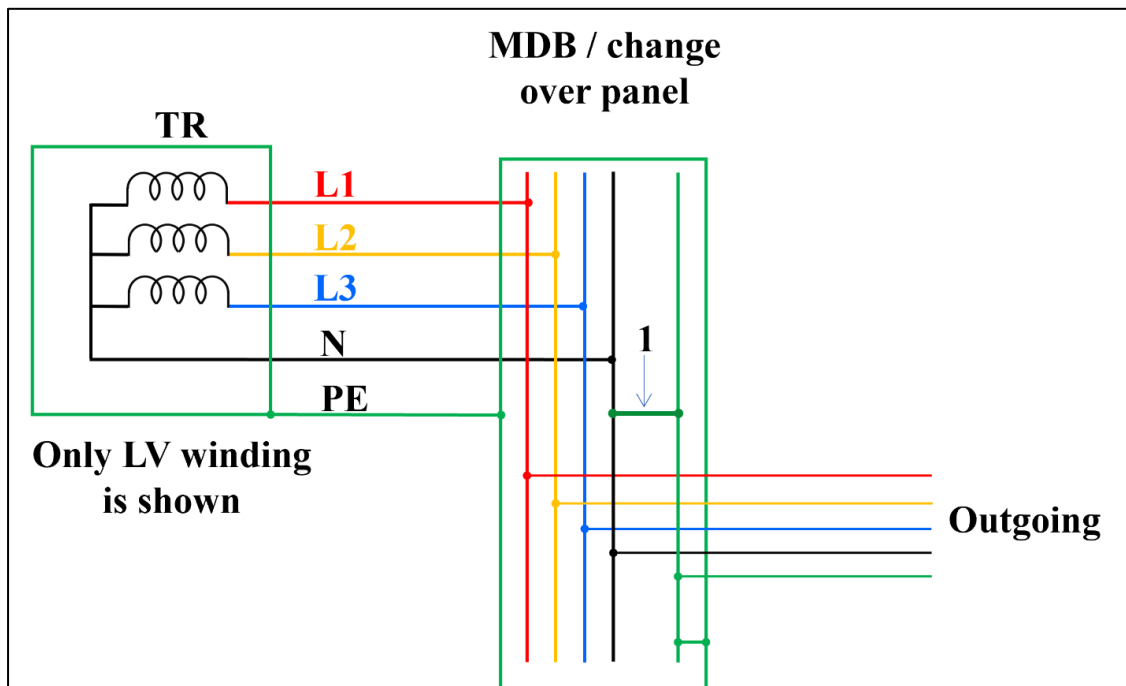 MDB / change
over panel
TR
L1
L2
L3
N
1
PE
Only LV winding
is shown
Outgoing